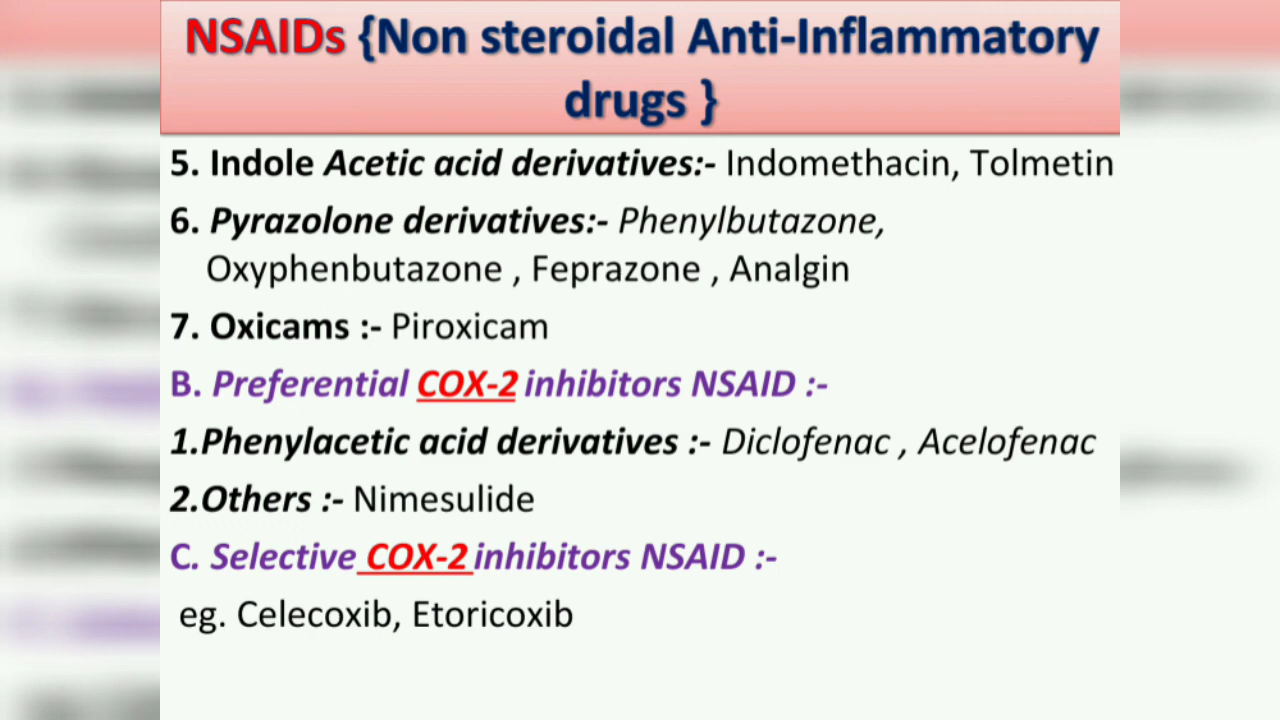 NSAIDs {Non steroidal Anti-Inflammatory
drugs }
5. Indole Acetic acid derivatives:- Indomethacin, Tolmetin
6. Pyrazolone derivatives:- Phenylbutazone,
Oxyphenbutazone , Feprazone , Analgin
7. Oxicams :- Piroxicam
B. Preferential COX-2 inhibitors NSAID :-
1.Phenylacetic acid derivatives :- Diclofenac , Acelofenac
2.Others :- Nimesulide
C. Selective COX-2 inhibitors NSAID :-
eg. Celecoxib, Etoricoxib